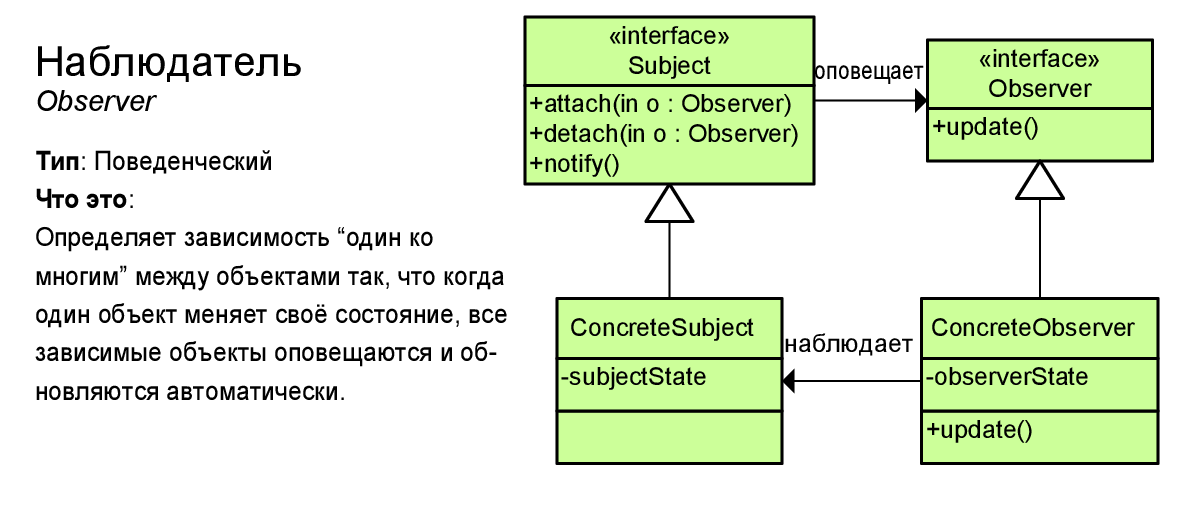 Наблюдатель
Observer
Тип: Поведенческий
Что это:
Определяет зависимость “один ко
многим” между объектами так, что когда
один объект меняет своё состояние, все
зависимые объекты оповещаются и об-
новляются автоматически.
«interface»
Subject
+attach(in o : Observer)
+detach(in o : Observer)
+notify()
оповещает
«interface»
Observer
+update()
ConcreteSubject
-subjectState
наблюдает
ConcreteObserver
-observerState
+update()